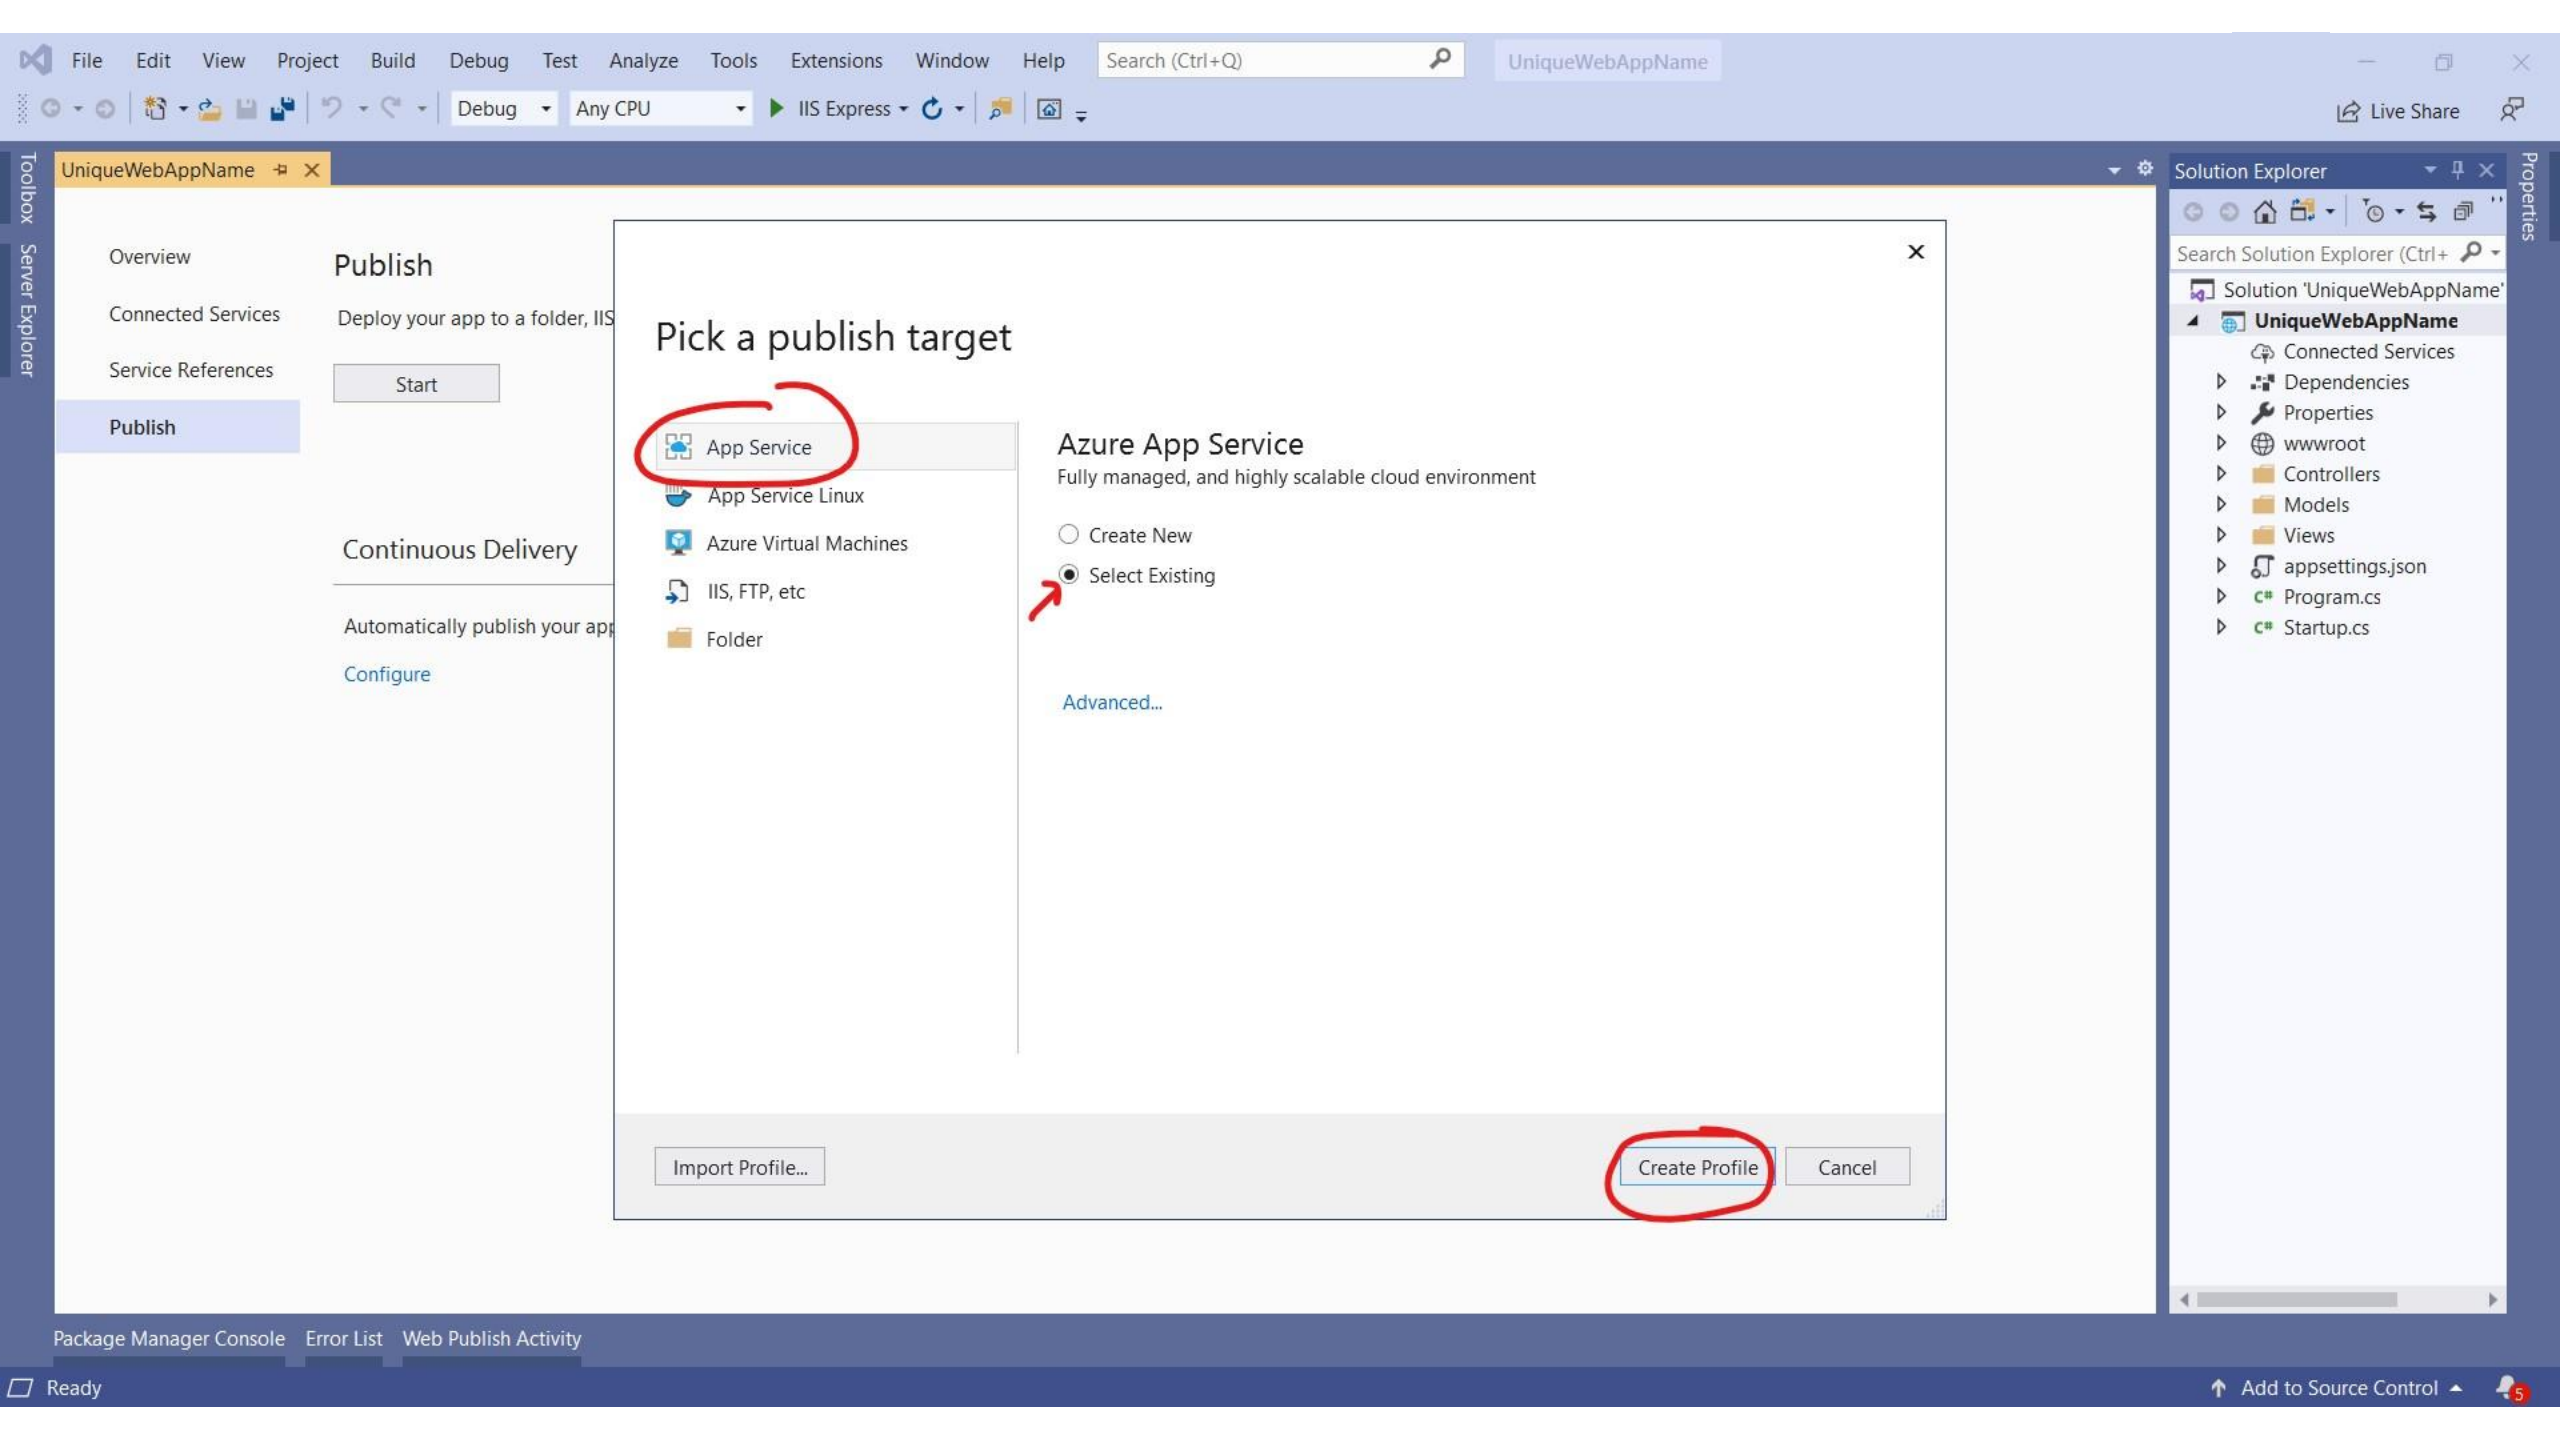 File Edit View Project Build Debug Test Analyze Tools Extensions Window Help Search (Ctrl+Q) UniqueWebAppName
Debug Any CPU IIS Express Live Share
Toolbox
Server Explorer
UniqueWebAppName
Overview
Connected Services
Service References
Publish
Publish
Deploy your app to a folder, IIS
Start
Continuous Delivery
Automatically publish your app
Configure
Pick a publish target
App Service
App Service Linux
Azure Virtual Machines
IIS, FTP, etc
Folder
Azure App Service
Fully managed, and highly scalable cloud environment
Create New
Select Existing
Advanced...
Import Profile...
Create Profile
Cancel
Solution Explorer
Search Solution Explorer (Ctrl+
Solution 'UniqueWebAppName'
UniqueWebAppName
Connected Services
Dependencies
Properties
wwwroot
Controllers
Models
Views
appsettings.json
C# Program.cs
C# Startup.cs
Properties
Package Manager Console Error List Web Publish Activity
Ready
Add to Source Control 5